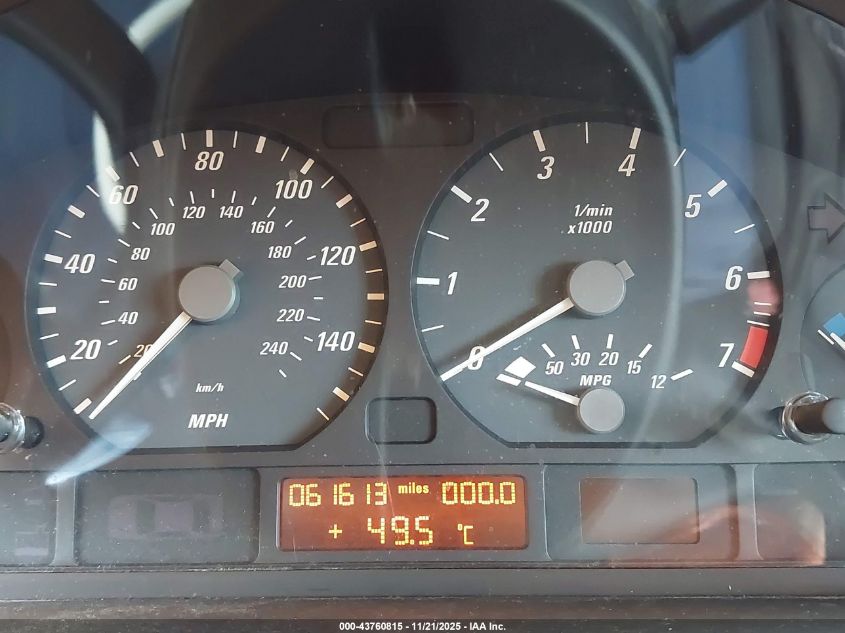 20 40 60 80 100 120 140
20 40 60 80 100 120 140 160 180 200 220 240
km/h
MPH
0 1 2 3 4 5 6 7
1/min
x1000
50 30 20 15 12
MPG
061613 miles 000.0
+ 49.5 °C
000-43760815 - 11/21/2025 - IAA Inc.